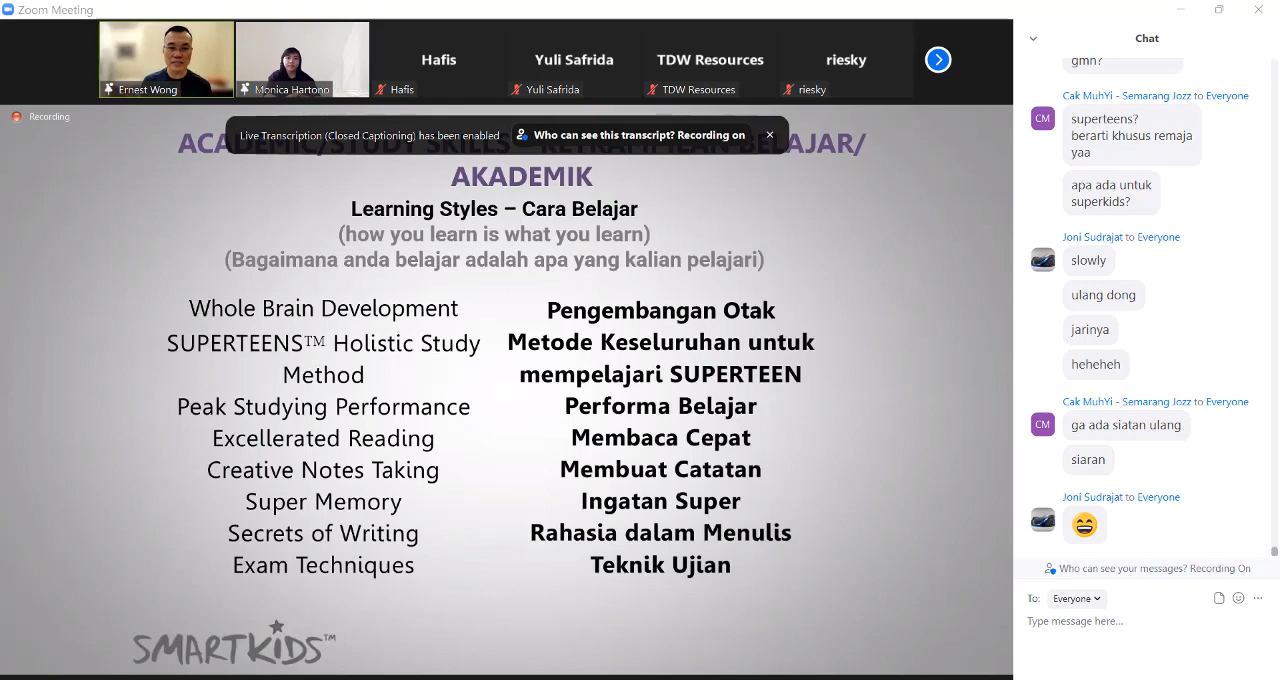 Zoom Meeting
Hafis
Yuli Safrida
TDW Resources
riesky
Ernest Wong
Monica Hartono
Hafis
Yuli Safrida
TDW Resources
riesky
Recording
Live Transcription (Closed Captioning) has been enabled
Who can see this transcript? Recording on
ACADEMIC/STUDY SKILLS BELAJAR/
AKADEMIK
Learning Styles – Cara Belajar
(how you learn is what you learn)
(Bagaimana anda belajar adalah apa yang kalian pelajari)
Whole Brain Development
SUPERTEENS™ Holistic Study
Method
Peak Studying Performance
Excellerated Reading
Creative Notes Taking
Super Memory
Secrets of Writing
Exam Techniques
Pengembangan Otak
Metode Keseluruhan untuk
mempelajari SUPERTEEN
Performa Belajar
Membaca Cepat
Membuat Catatan
Ingatan Super
Rahasia dalam Menulis
Teknik Ujian
SMARTKIDS™
Chat
gmn?
Cak MuhYi - Semarang Jozz to Everyone
CM
superteens?
berarti khusus remaja
yaa
apa ada untuk
superkids?
Joni Sudrajat to Everyone
slowly
ulang dong
jarinya
heheheh
Cak MuhYi - Semarang Jozz to Everyone
CM
ga ada siatan ulang
siaran
Joni Sudrajat to Everyone
Who can see your messages? Recording On
To: Everyone
Type message here...